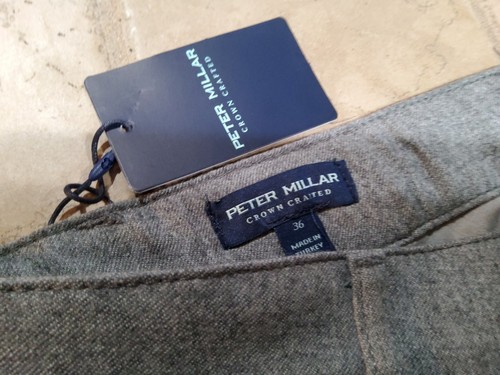 PETER MILLAR
CROWN CRAFTED
PETER MILLAR
CROWN CRAFTED
36
MADE IN
TURKEY